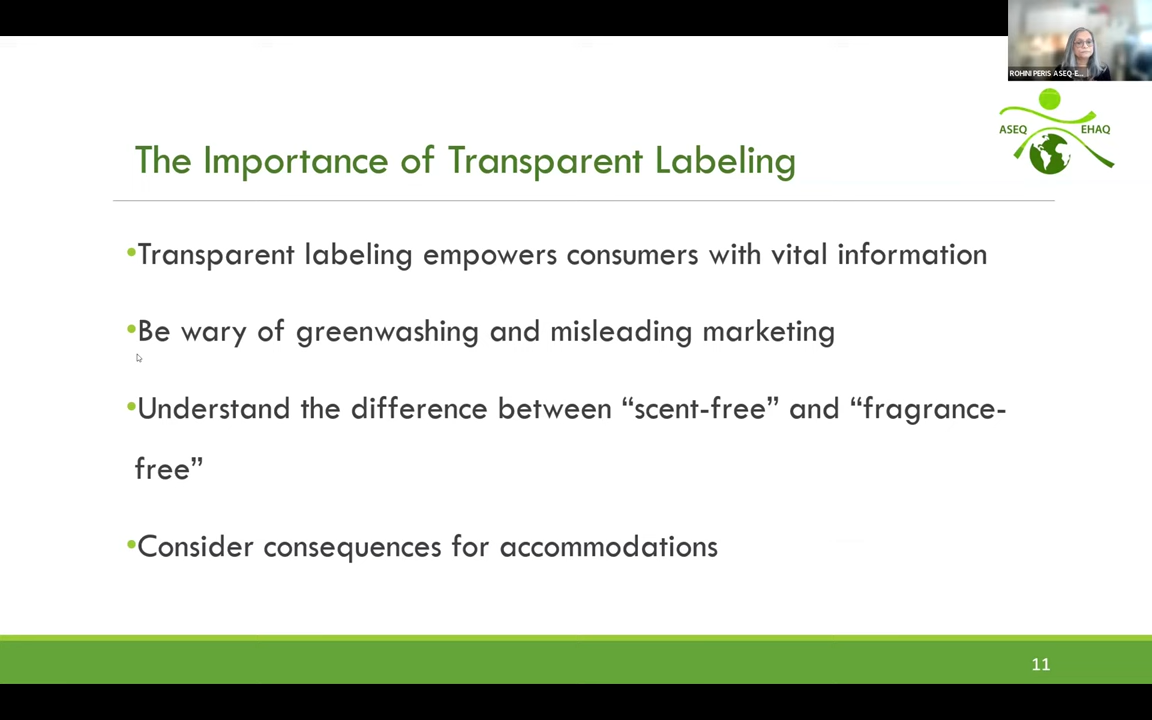 ROHINI PERIS ASEQ-E...
ASEQ
EHAQ
The Importance of Transparent Labeling
•Transparent labeling empowers consumers with vital information
•Be wary of greenwashing and misleading marketing
•Understand the difference between “scent-free” and “fragrance-
free”
•Consider consequences for accommodations
11